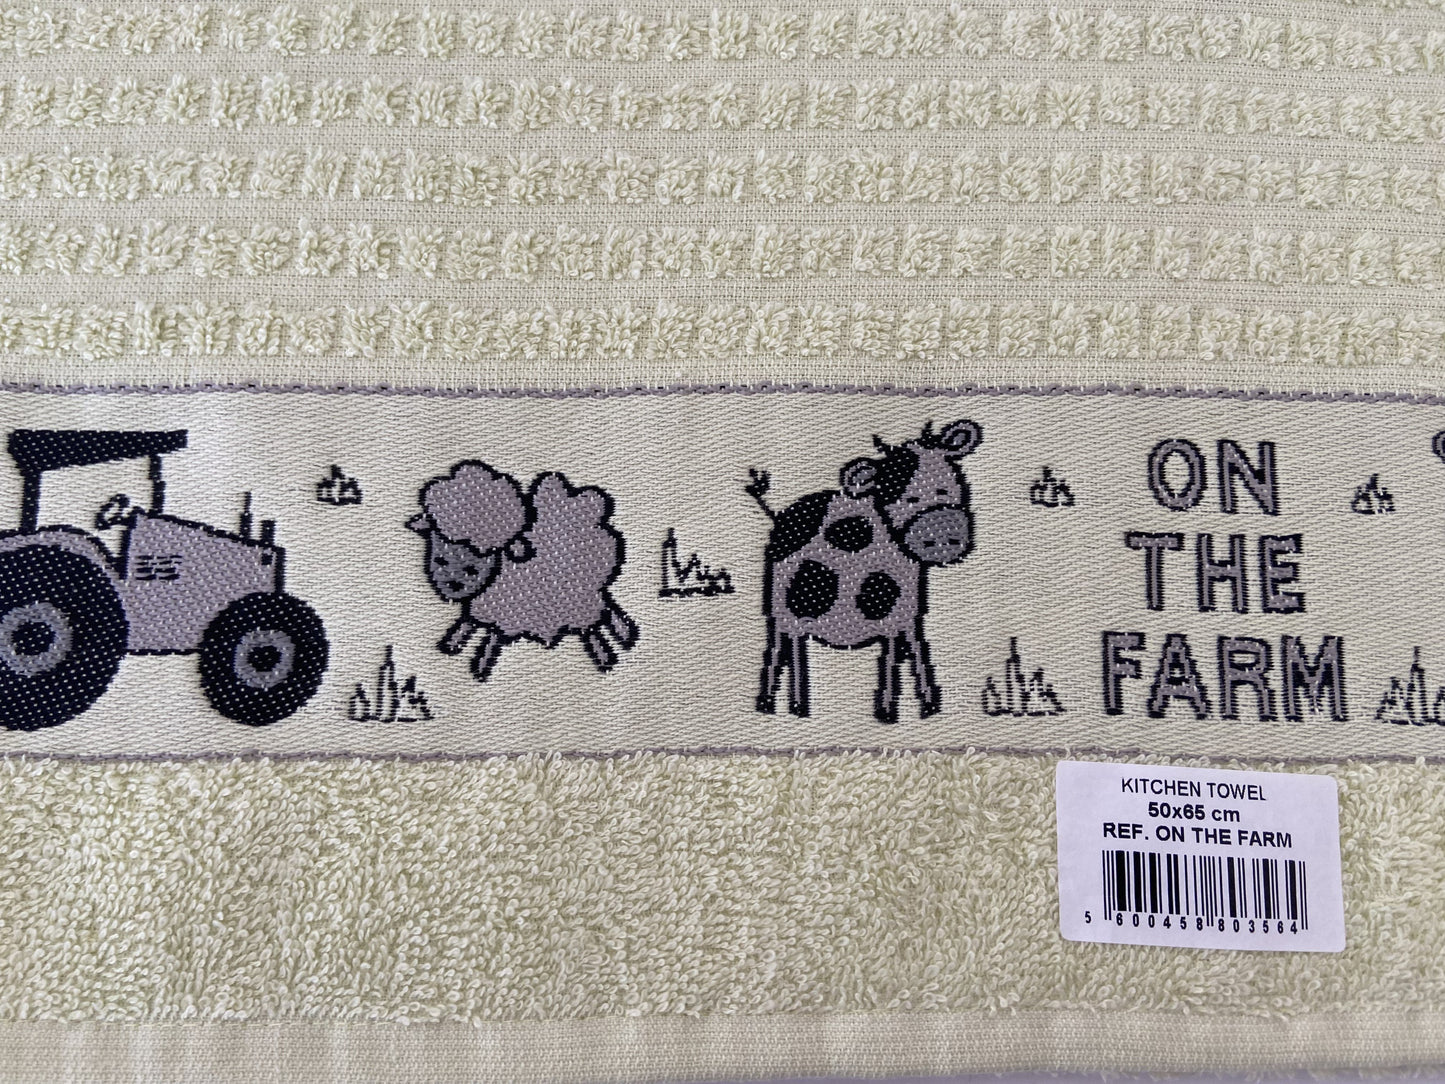 ON
THE
FARM
KITCHEN TOWEL
50x65 cm
REF. ON THE FARM
5 600458 803564